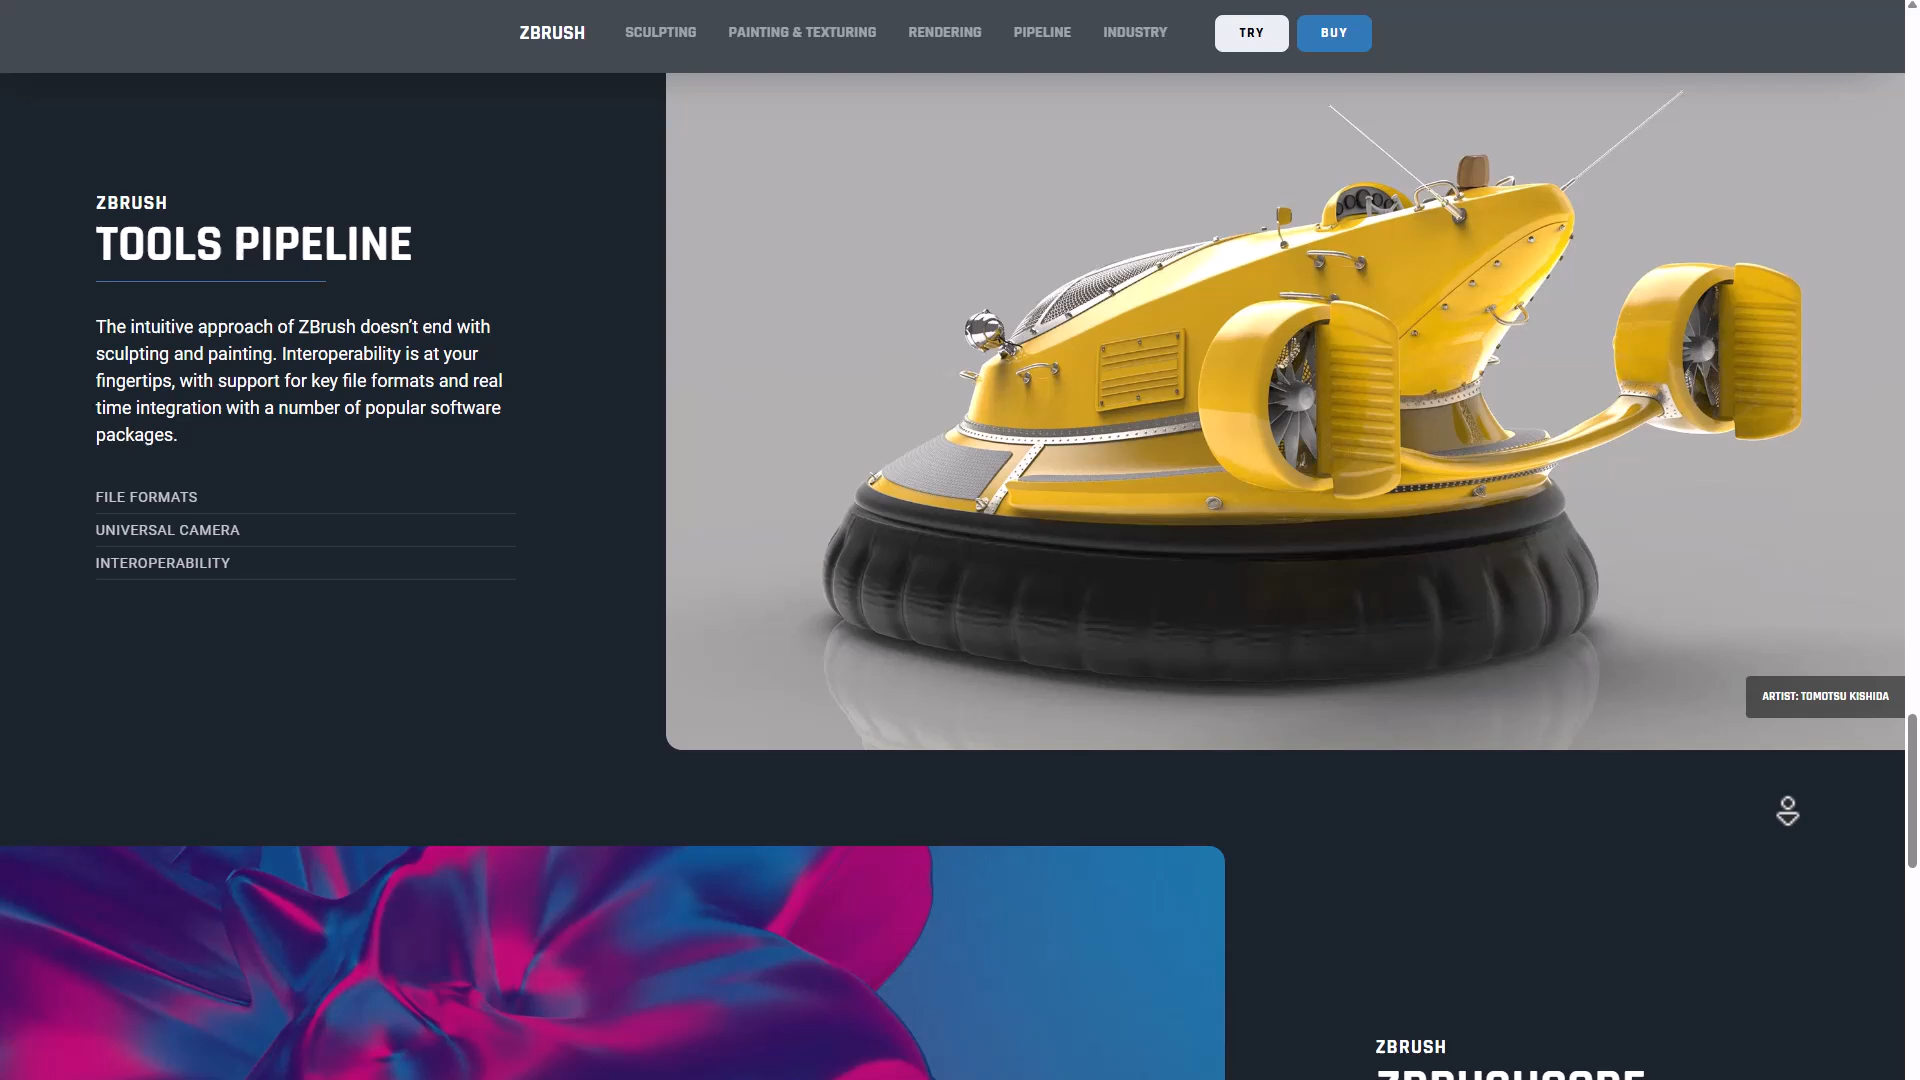 ZBRUSH SCULPTING PAINTING & TEXTURING RENDERING PIPELINE INDUSTRY TRY BUY
ZBRUSH
TOOLS PIPELINE
The intuitive approach of ZBrush doesn’t end with
sculpting and painting. Interoperability is at your
fingertips, with support for key file formats and real
time integration with a number of popular software
packages.
FILE FORMATS
UNIVERSAL CAMERA
INTEROPERABILITY
ARTIST: TOMOTSU KISHIDA
ZBRUSH
ZBRUSHCORE